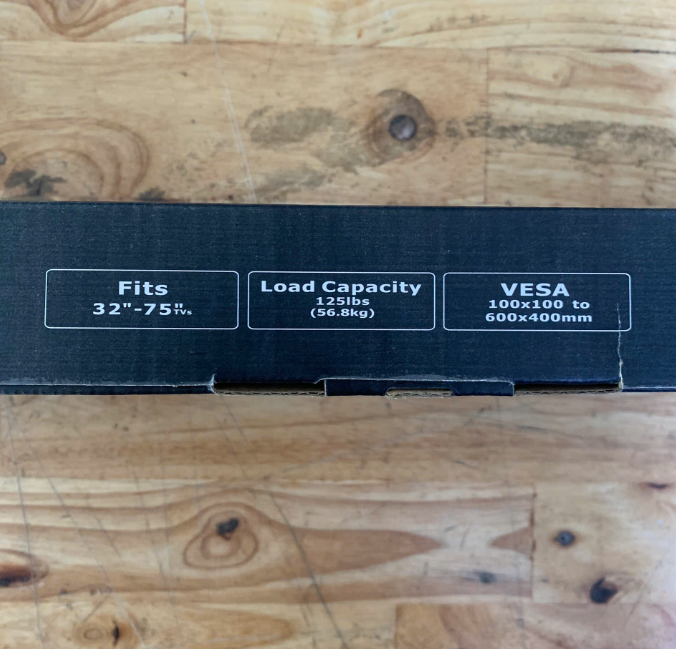 Fits
32"-75"TVs
Load Capacity
125lbs
(56.8kg)
VESA
100x100 to
600x400mm